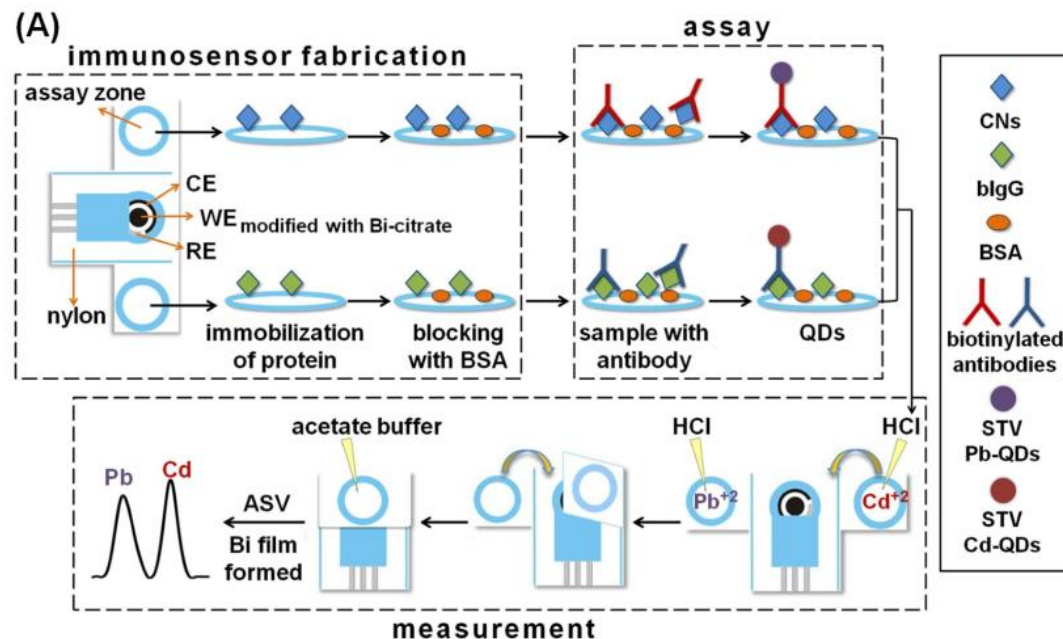 (A)
immunosensor fabrication
assay
assay zone
CE
WE modified with Bi-citrate
RE
nylon
immobilization
of protein
blocking
with BSA
sample with
antibody
QDs
CNs
bIgG
BSA
biotinylated
antibodies
STV
Pb-QDs
STV
Cd-QDs
Pb
Cd
ASV
Bi film
formed
acetate buffer
HCl
Pb+2
HCl
Cd+2
measurement